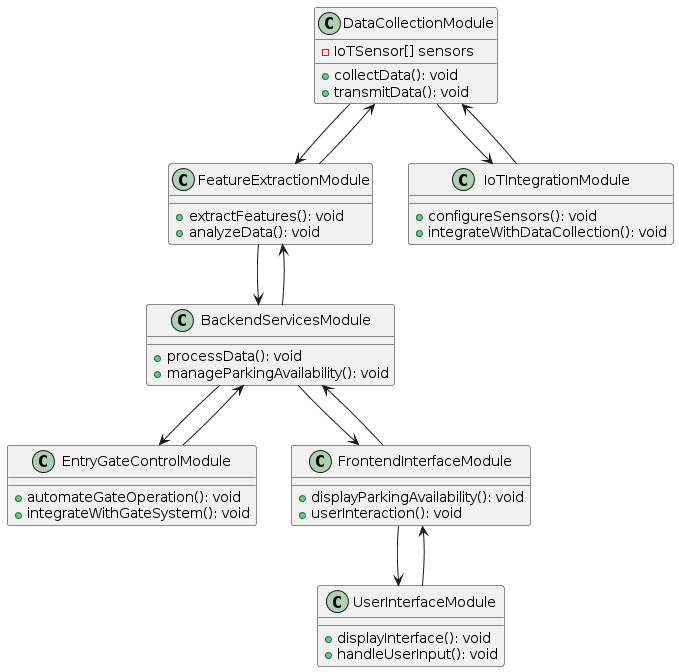 C DataCollectionModule
IoTSensor[] sensors
collectData(): void
transmitData(): void
C FeatureExtractionModule
extractFeatures(): void
analyzeData(): void
C IoTIntegrationModule
configureSensors(): void
integrateWithDataCollection(): void
C BackendServicesModule
processData(): void
manageParkingAvailability(): void
C EntryGateControlModule
automateGateOperation(): void
integrateWithGateSystem(): void
C FrontendInterfaceModule
displayParkingAvailability(): void
userInteraction(): void
C UserInterfaceModule
displayInterface(): void
handleUserInput(): void